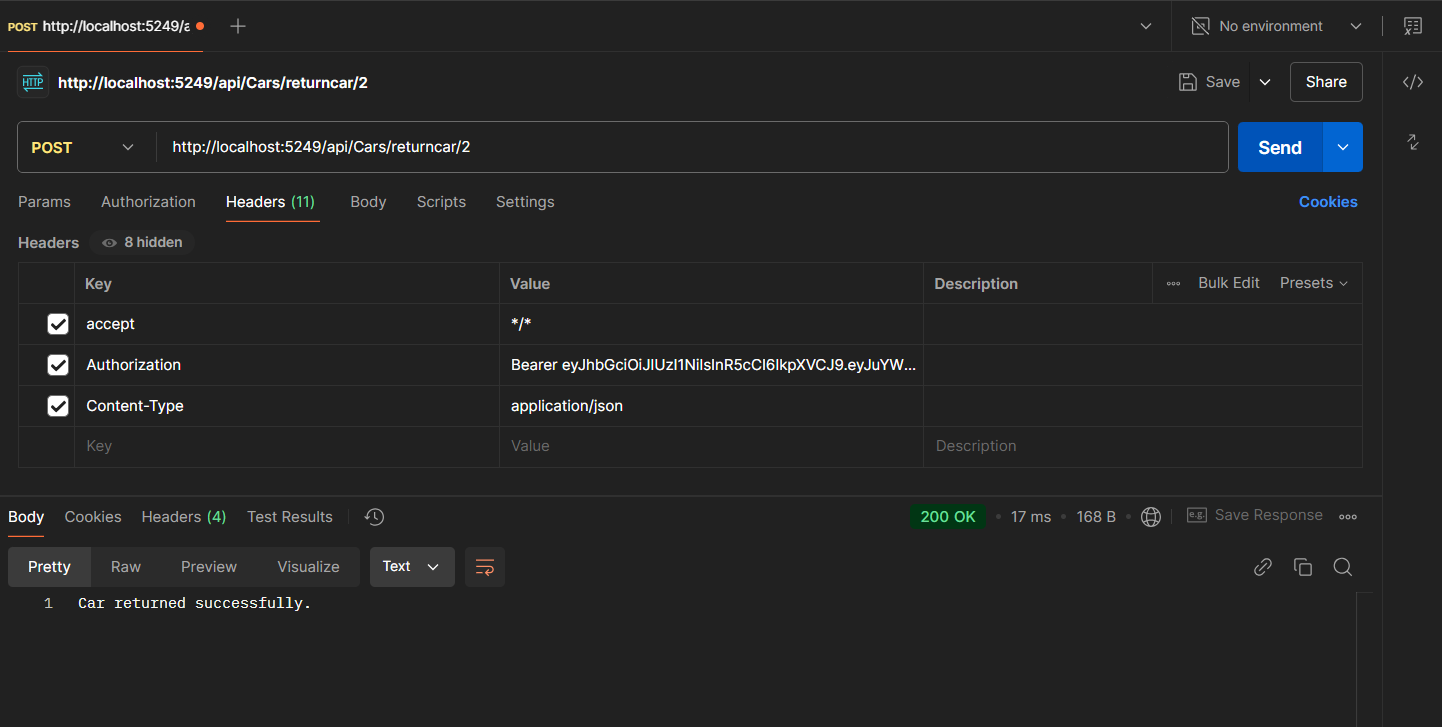 POST http://localhost:5249/a
No environment
HTTP http://localhost:5249/api/Cars/returncar/2
Save Share
POST http://localhost:5249/api/Cars/returncar/2 Send
Params Authorization Headers (11) Body Scripts Settings Cookies
Headers 8 hidden
Key Value Description Bulk Edit Presets
accept */*
Authorization Bearer eyJhbGciOiJIUzI1NiIsInR5cCI6IkpXVCJ9.eyJuYW...
Content-Type application/json
Key Value Description
Body Cookies Headers (4) Test Results 200 OK • 17 ms • 168 B • e.g. Save Response
Pretty Raw Preview Visualize Text
1 Car returned successfully.